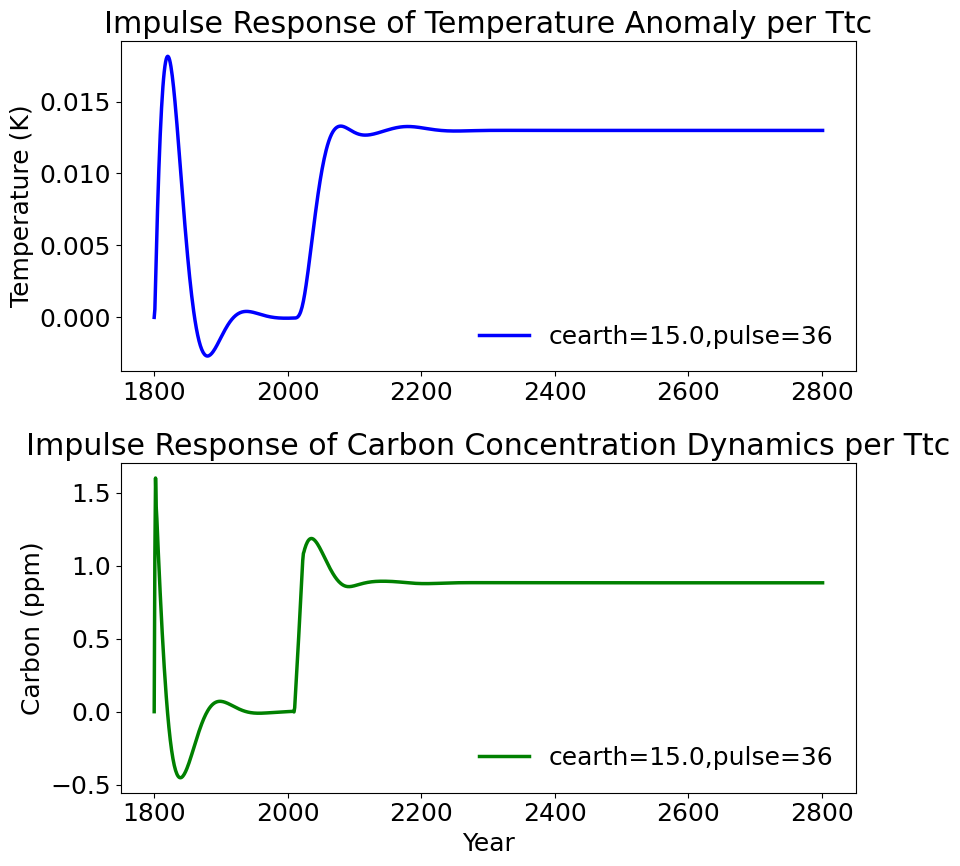 Impulse Response of Temperature Anomaly per Ttc
Temperature (K)
0.015
0.010
0.005
0.000
cearth=15.0,pulse=36
1800 2000 2200 2400 2600 2800
Impulse Response of Carbon Concentration Dynamics per Ttc
Carbon (ppm)
1.5
1.0
0.5
0.0
−0.5
cearth=15.0,pulse=36
1800 2000 2200 2400 2600 2800
Year